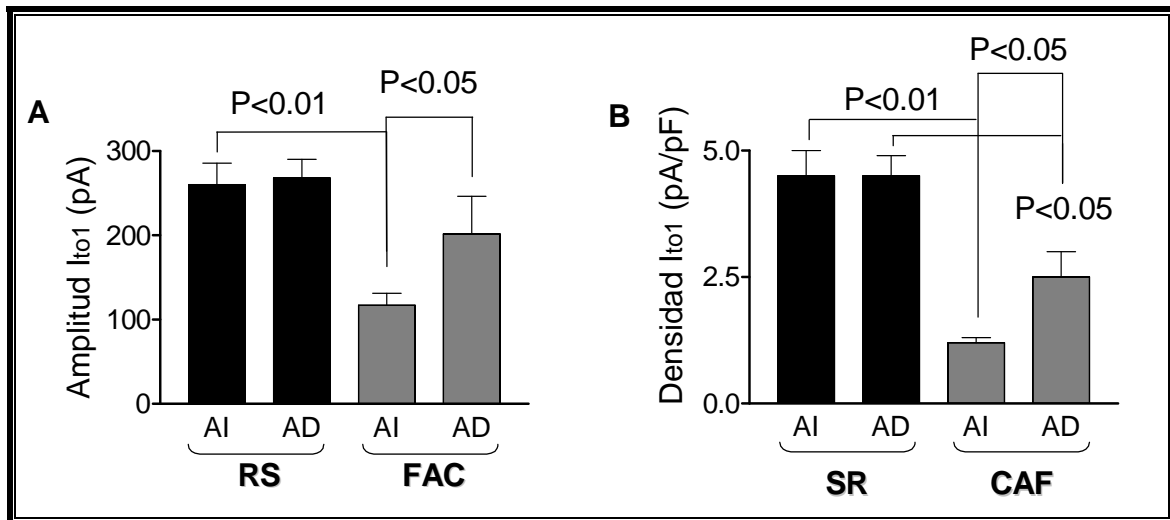 A
Amplitud Ito1 (pA)
P<0.01
P<0.05
300
200
100
0
AI AD AI AD
RS FAC
B
Densidad Ito1 (pA/pF)
P<0.05
P<0.01
P<0.05
5.0
2.5
0.0
AI AD AI AD
SR CAF